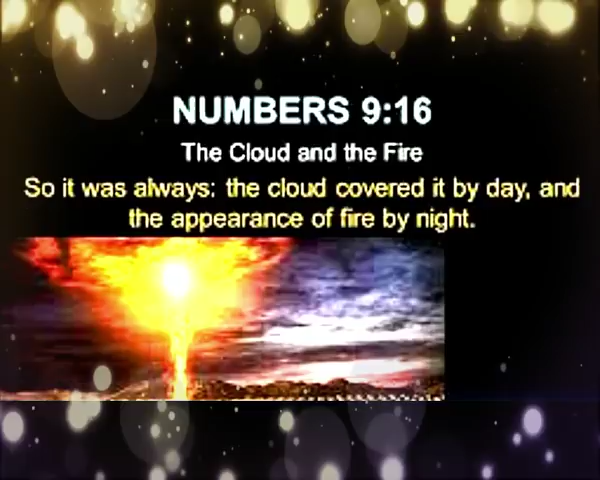 NUMBERS 9:16
The Cloud and the Fire
So it was always: the cloud covered it by day, and
the appearance of fire by night.